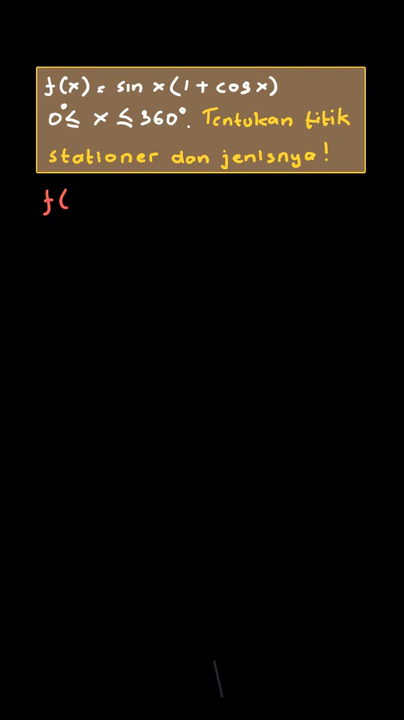 f(x) = sin x(1 + cos x)
0° ≤ x ≤ 360°. Tentukan titik
stationer dan jenisnya!
f(